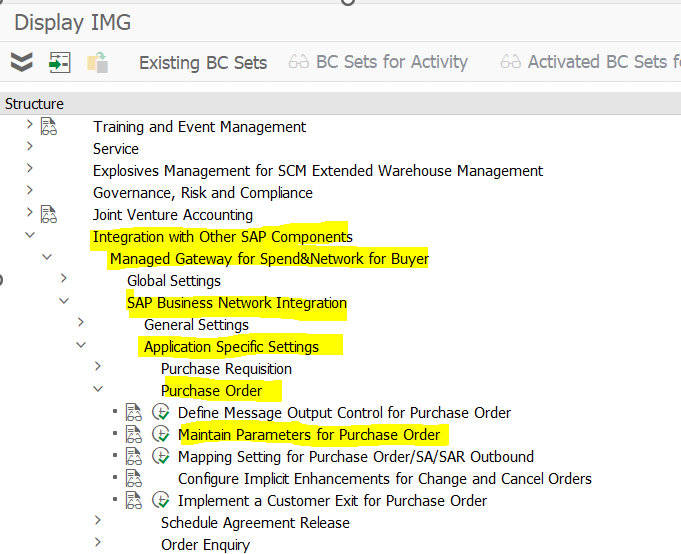 Display IMG
Existing BC Sets BC Sets for Activity Activated BC Sets f
Structure
Training and Event Management
Service
Explosives Management for SCM Extended Warehouse Management
Governance, Risk and Compliance
Joint Venture Accounting
Integration with Other SAP Components
Managed Gateway for Spend&Network for Buyer
Global Settings
SAP Business Network Integration
General Settings
Application Specific Settings
Purchase Requisition
Purchase Order
Define Message Output Control for Purchase Order
Maintain Parameters for Purchase Order
Mapping Setting for Purchase Order/SA/SAR Outbound
Configure Implicit Enhancements for Change and Cancel Orders
Implement a Customer Exit for Purchase Order
Schedule Agreement Release
Order Enquiry